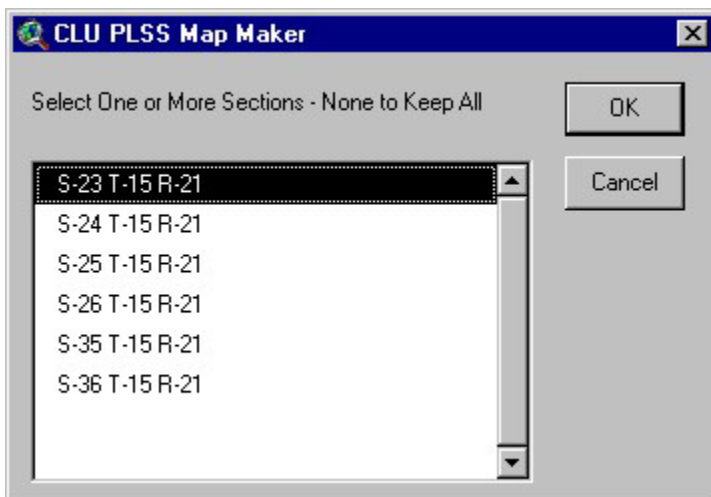 CLU PLSS Map Maker
Select One or More Sections - None to Keep All
OK
Cancel
S-23 T-15 R-21
S-24 T-15 R-21
S-25 T-15 R-21
S-26 T-15 R-21
S-35 T-15 R-21
S-36 T-15 R-21